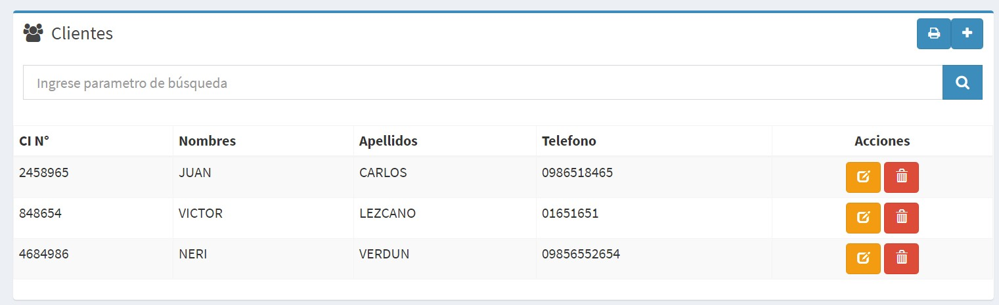 Clientes
Ingrese parametro de búsqueda
CI N° Nombres Apellidos Telefono Acciones
2458965 JUAN CARLOS 0986518465
848654 VICTOR LEZCANO 01651651
4684986 NERI VERDUN 09856552654